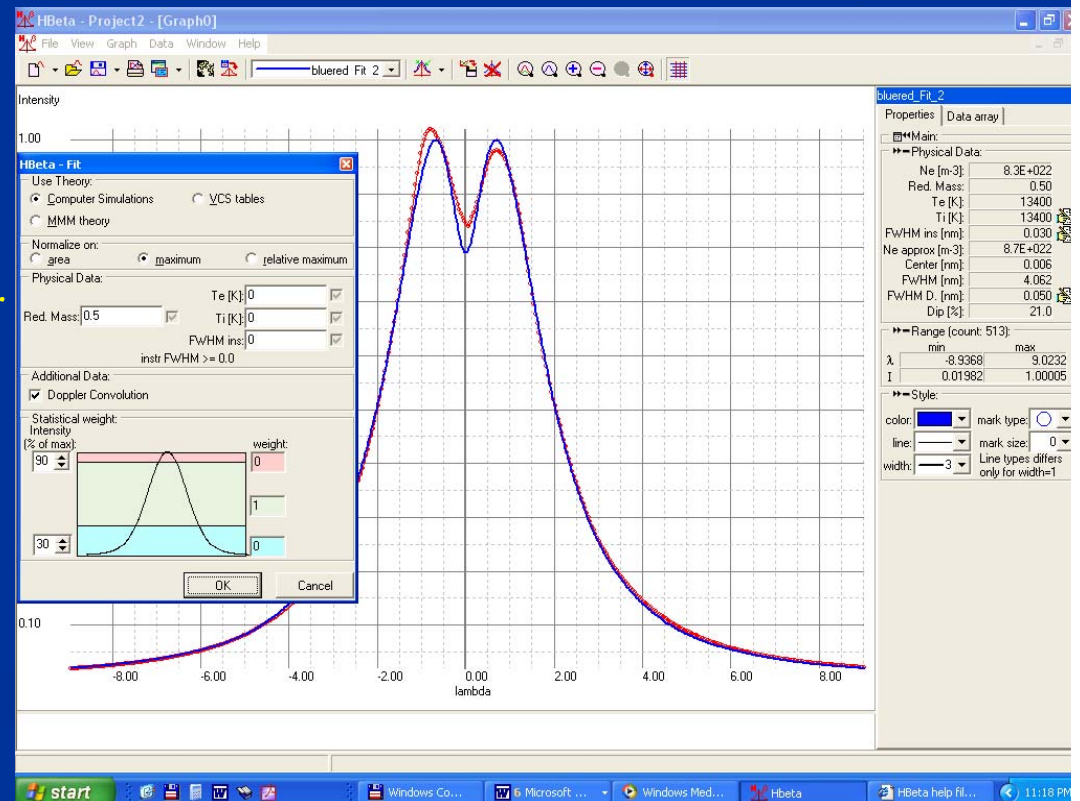 HBeta - Project2 - [Graph0]
File View Graph Data Window Help
bluered Fit 2
Intensity
1.00
0.10
-8.00 -6.00 -4.00 -2.00 0.00 2.00 4.00 6.00 8.00
lambda
HBeta - Fit
Use Theory:
Computer Simulations VCS tables
MMM theory
Normalize on:
area maximum relative maximum
Physical Data:
Te [K]: 0
Red. Mass: 0.5 Ti [K]: 0
FWHM ins: 0
instr FWHM >= 0.0
Additional Data:
Doppler Convolution
Statistical weight:
Intensity
(% of max): weight:
90 0
1
30 0
OK Cancel
bluered_Fit_2
Properties Data array
Main:
Physical Data:
Ne [m-3]: 8.3E+022
Red. Mass: 0.50
Te [K]: 13400
Ti [K]: 13400
FWHM ins [nm]: 0.030
Ne approx [m-3]: 8.7E+022
Center [nm]: 0.006
FWHM [nm]: 4.062
FWHM D. [nm]: 0.050
Dip [%]: 21.0
Range (count: 513):
min max
λ -8.9368 9.0232
I 0.01982 1.00005
Style:
color: mark type:
line: mark size: 0
width: 3 Line types differs
only for width=1
start Windows Co... 6 Microsoft ... Windows Med... Hbeta HBeta help fil... 11:18 PM